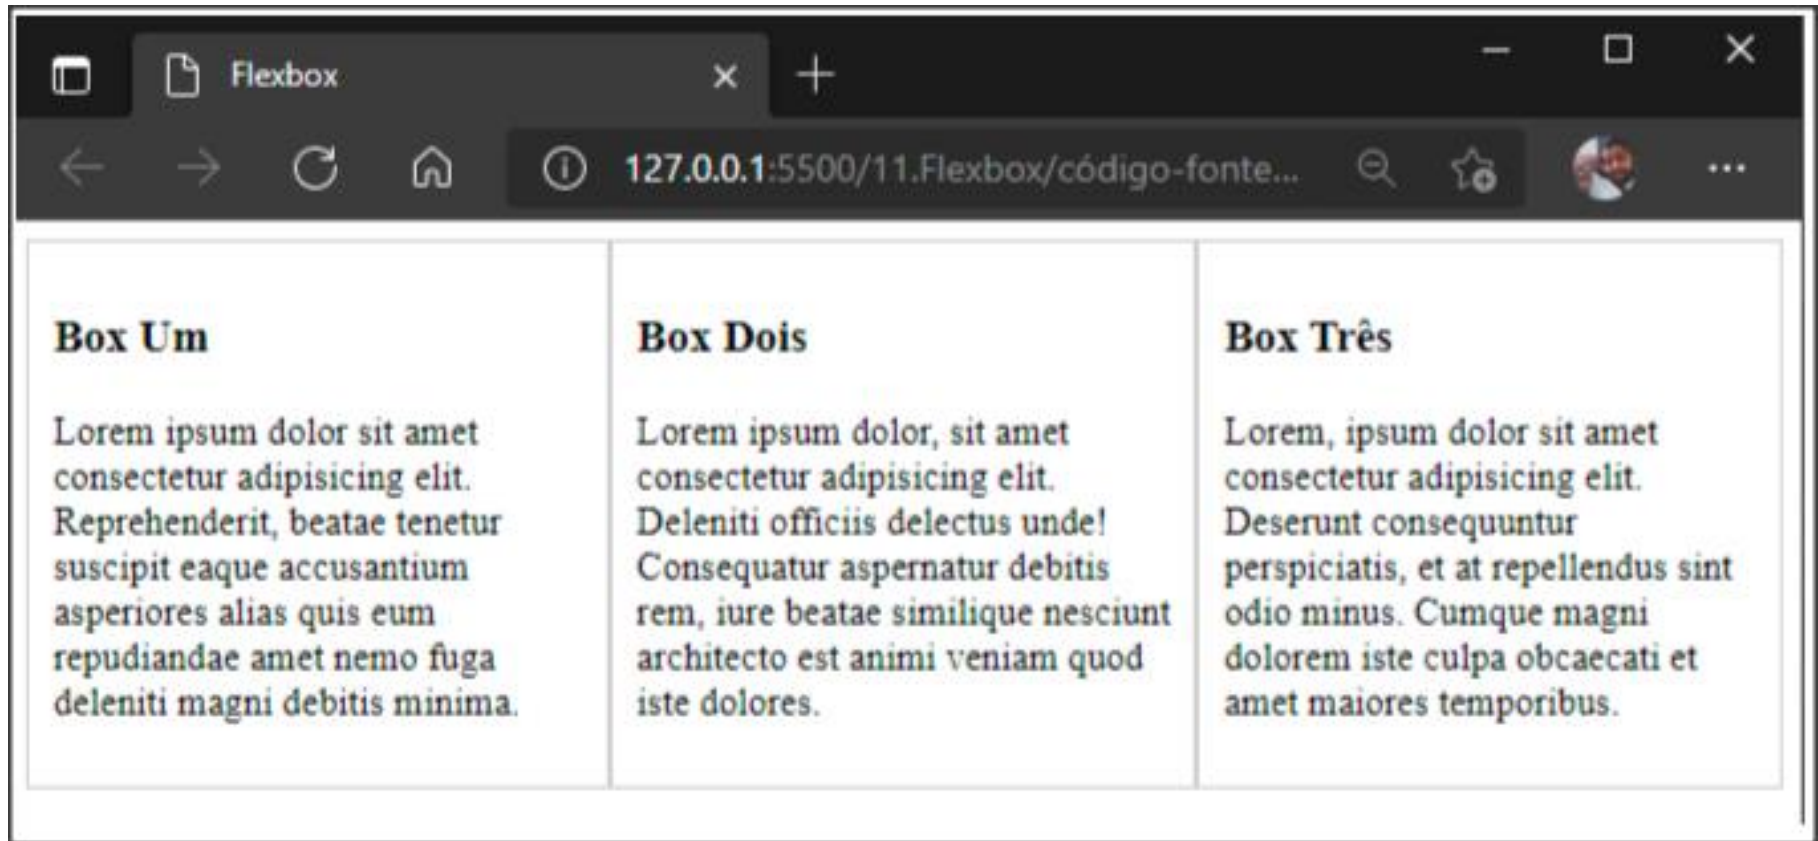 Flexbox
127.0.0.1:5500/11.Flexbox/código-fonte...
Box Um
Lorem ipsum dolor sit amet
consectetur adipisicing elit.
Reprehenderit, beatae tenetur
suscipit eaque accusantium
asperiores alias quis eum
repudiandae amet nemo fuga
deleniti magni debitis minima.
Box Dois
Lorem ipsum dolor, sit amet
consectetur adipisicing elit.
Deleniti officiis delectus unde!
Consequatur aspernatur debitis
rem, iure beatae similique nesciunt
architecto est animi veniam quod
iste dolores.
Box Três
Lorem, ipsum dolor sit amet
consectetur adipisicing elit.
Deserunt consequuntur
perspiciatis, et at repellendus sint
odio minus. Cumque magni
dolorem iste culpa obcaecati et
amet maiores temporibus.